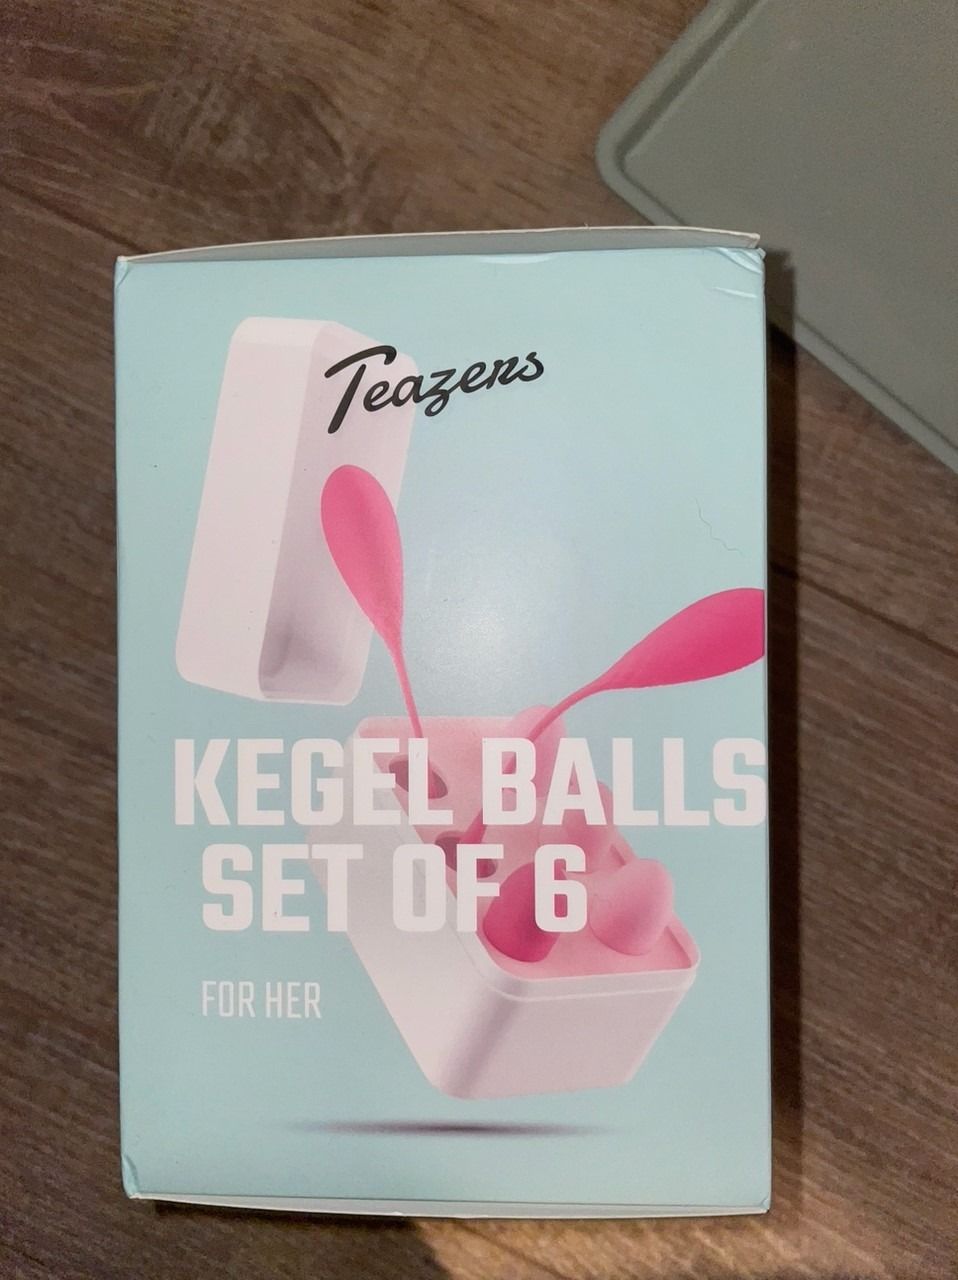 Teazers
KEGEL BALLS
SET OF 6
FOR HER